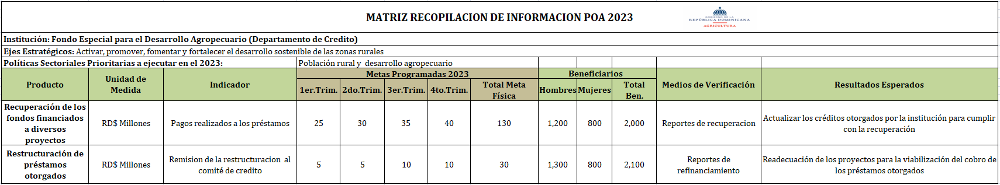 MATRIZ RECOPILACION DE INFORMACION POA 2023
GOBIERNO DE LA
REPÚBLICA DOMINICANA
AGRICULTURA
Institución: Fondo Especial para el Desarrollo Agropecuario (Departamento de Credito)
Ejes Estratégicos: Activar, promover, fomentar y fortalecer el desarrollo sostenible de las zonas rurales
Políticas Sectoriales Prioritarias a ejecutar en el 2023: Población rural y desarrollo agropecuario
Producto
Unidad de
Medida
Indicador
Metas Programadas 2023
1er.Trim. 2do.Trim. 3er.Trim. 4to.Trim.
Total Meta
Física
Beneficiarios
Hombres Mujeres
Total
Ben.
Medios de Verificación
Resultados Esperados
Recuperación de los
fondos financiados
a diversos
proyectos
RD$ Millones
Pagos realizados a los préstamos
25 30 35 40 130 1,200 800 2,000
Reportes de recuperacion
Actualizar los créditos otorgados por la institución para cumplir
con la recuperación
Restructuración de
préstamos
otorgados
RD$ Millones
Remision de la restructuracion al
comité de credito
5 5 10 10 30 1,300 800 2,100
Reportes de
refinanciamiento
Readecuación de los proyectos para la viabilización del cobro de
los préstamos otorgados